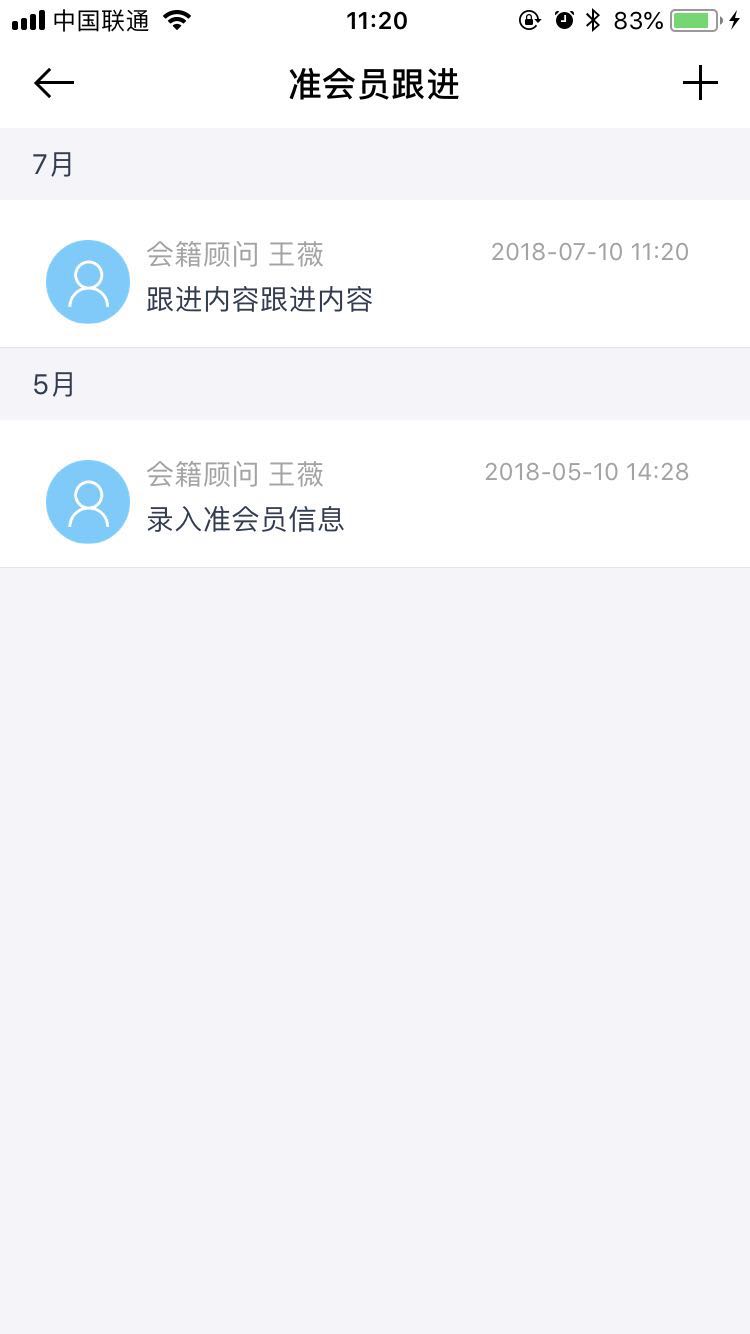 中国联通 11:20 83%
准会员跟进
7月
会籍顾问 王薇 2018-07-10 11:20
跟进内容跟进内容
5月
会籍顾问 王薇 2018-05-10 14:28
录入准会员信息